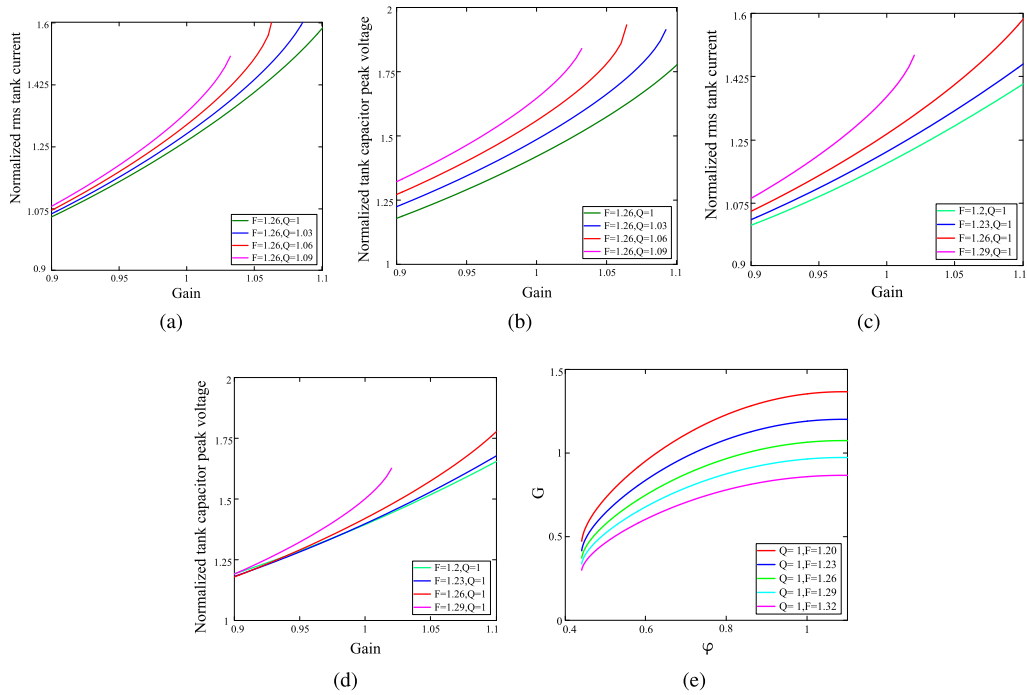 Normalized rms tank current
1.6
1.425
1.25
1.075
0.9
0.9
0.95
1
1.05
1.1
Gain
F=1.26,Q=1
F=1.26,Q=1.03
F=1.26,Q=1.06
F=1.26,Q=1.09
(a)
Normalized tank capacitor peak voltage
2
1.75
1.5
1.25
1
0.9
0.95
1
1.05
1.1
Gain
F=1.26,Q=1
F=1.26,Q=1.03
F=1.26,Q=1.06
F=1.26,Q=1.09
(b)
Normalized rms tank current
1.6
1.425
1.25
1.075
0.9
0.9
0.95
1
1.05
1.1
Gain
F=1.2,Q=1
F=1.23,Q=1
F=1.26,Q=1
F=1.29,Q=1
(c)
Normalized tank capacitor peak voltage
2
1.75
1.5
1.25
1
0.9
0.95
1
1.05
1.1
Gain
F=1.2,Q=1
F=1.23,Q=1
F=1.26,Q=1
F=1.29,Q=1
(d)
G
1.5
1
0.5
0
0.4
0.6
0.8
1
φ
Q= 1,F=1.20
Q= 1,F=1.23
Q= 1,F=1.26
Q= 1,F=1.29
Q= 1,F=1.32
(e)